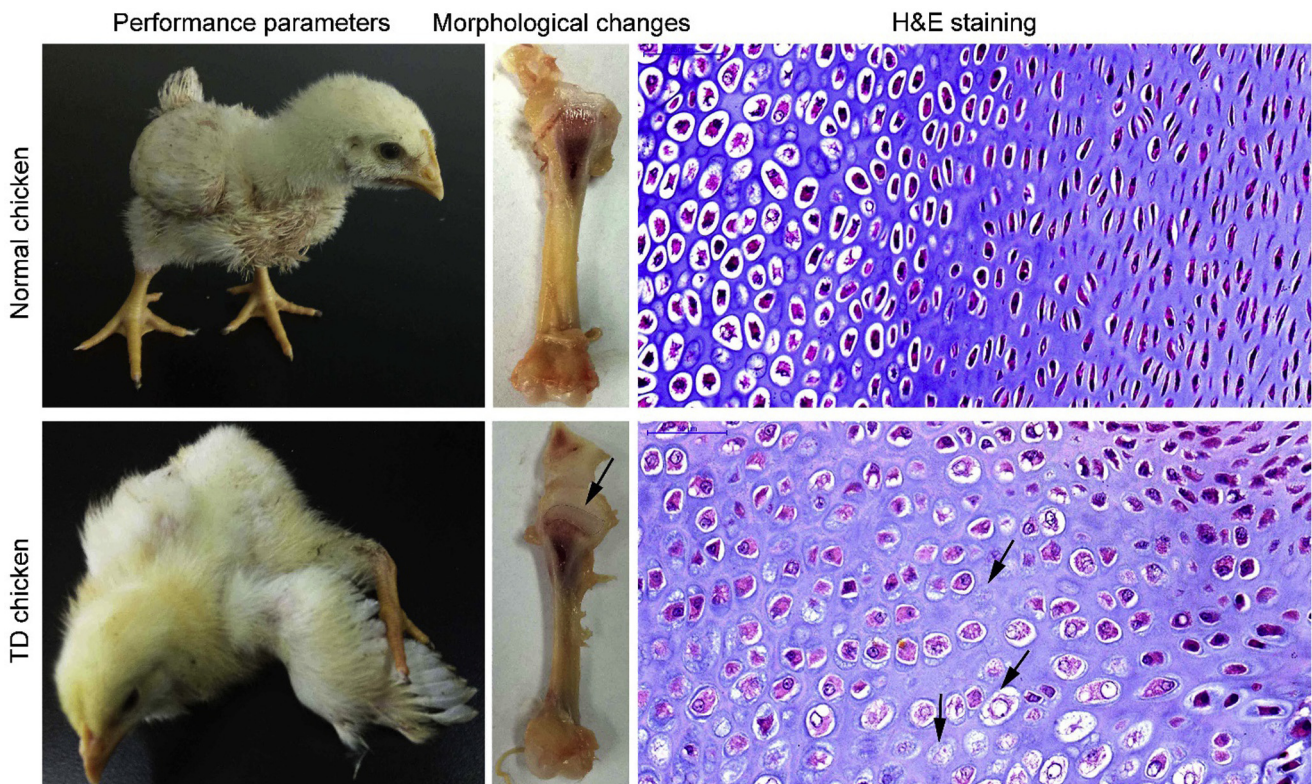 Performance parameters
Morphological changes
H&E staining
Normal chicken
TD chicken